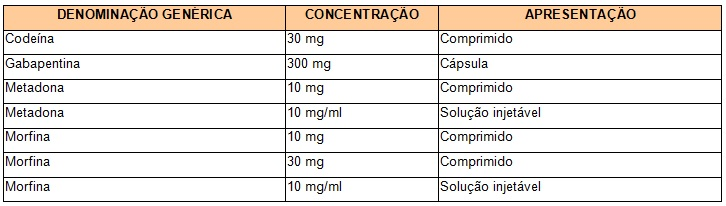 DENOMINAÇÃO GENÉRICA CONCENTRAÇÃO APRESENTAÇÃO
Codeína 30 mg Comprimido
Gabapentina 300 mg Cápsula
Metadona 10 mg Comprimido
Metadona 10 mg/ml Solução injetável
Morfina 10 mg Comprimido
Morfina 30 mg Comprimido
Morfina 10 mg/ml Solução injetável